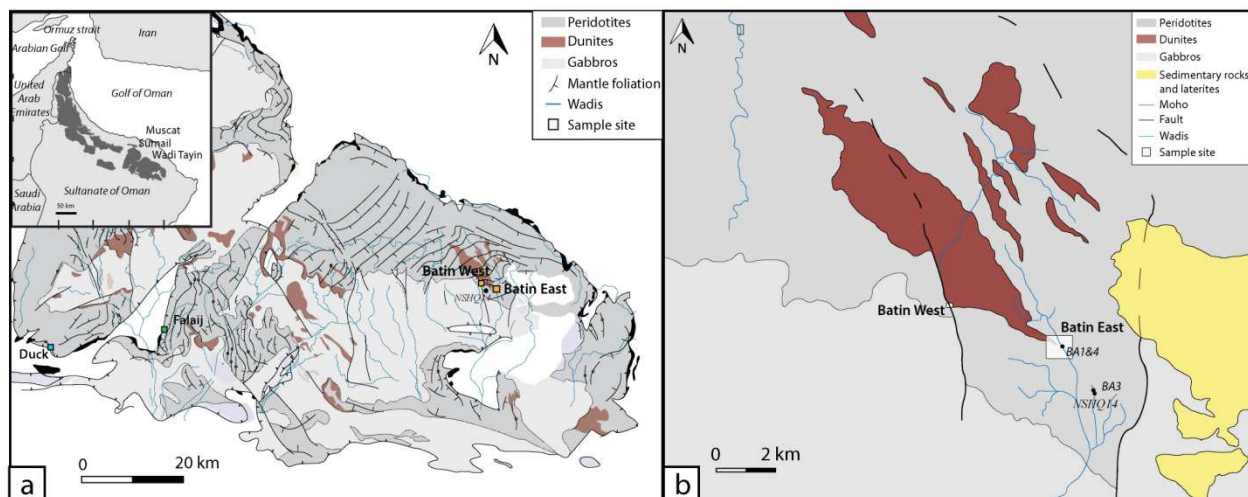 Ormuz strait
Iran
Arabian Golf
United
Arab
Emirates
Golf of Oman
Muscat
Sumail
Wadi Tayin
Sultanate of Oman
Saudi
Arabia
50 km
N
Peridotites
Dunites
Gabbros
Mantle foliation
Wadis
Sample site
Batin West
Batin East
NSHQ14
Falaij
Duck
0
20 km
a
N
Peridotites
Dunites
Gabbros
Sedimentary rocks
and laterites
Moho
Fault
Wadis
Sample site
Batin West
Batin East
BA1&4
BA3
NSHQ14
0
2 km
b